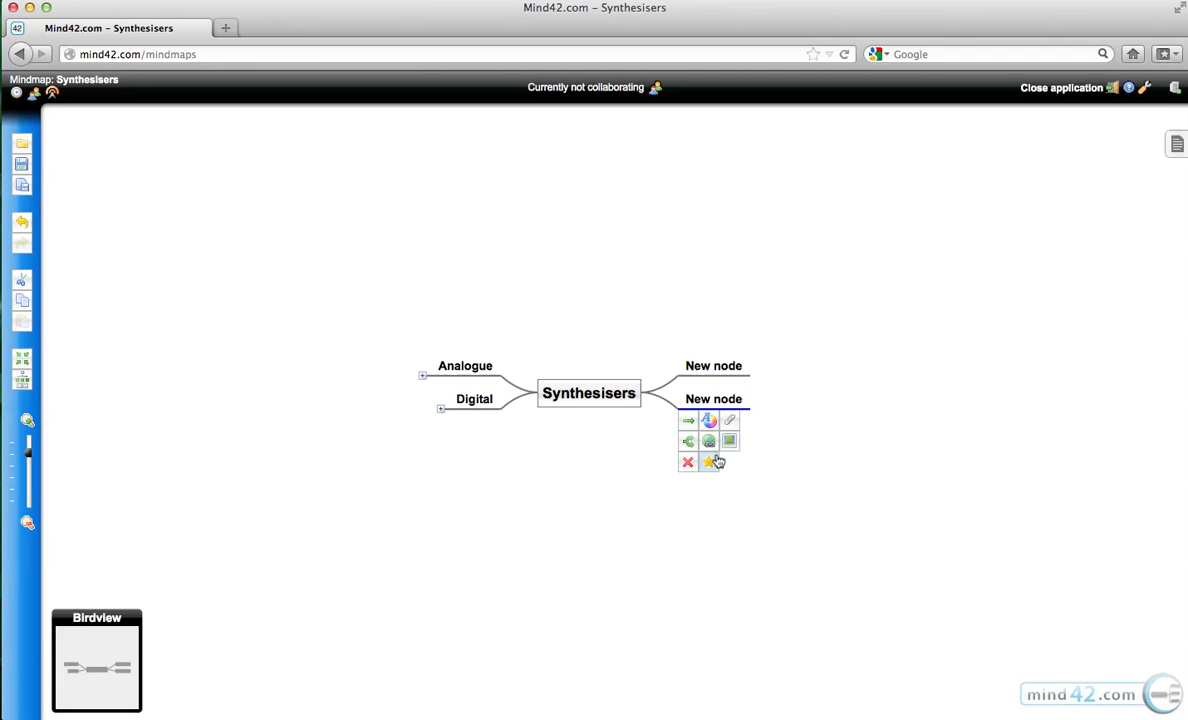 Mind42.com – Synthesisers
42 Mind42.com – Synthesisers
mind42.com/mindmaps
Google
Mindmap: Synthesisers
Currently not collaborating
Close application
Analogue
New node
Synthesisers
Digital
New node
Birdview
mind42.com